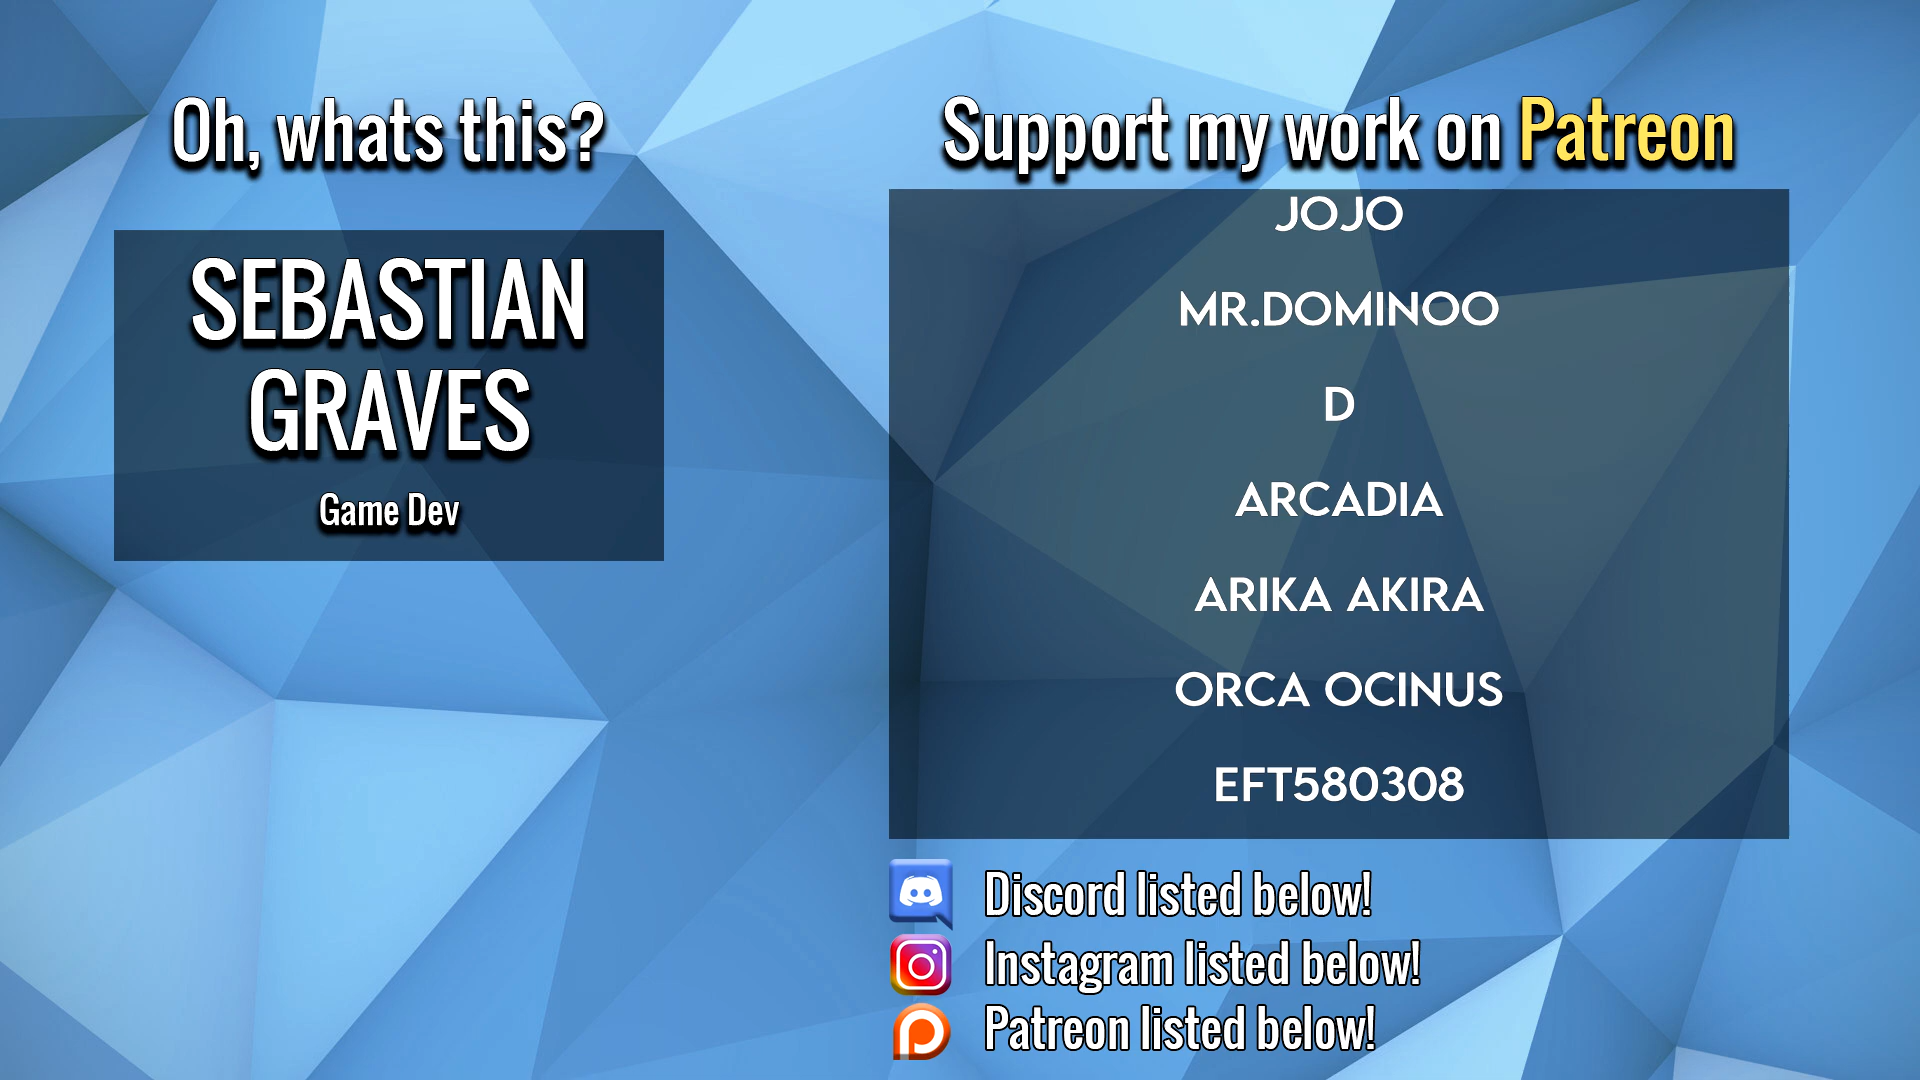 Oh, whats this?
SEBASTIAN
GRAVES
Game Dev
Support my work on Patreon
JOJO
MR.DOMINOO
D
ARCADIA
ARIKA AKIRA
ORCA OCINUS
EFT580308
Discord listed below!
Instagram listed below!
Patreon listed below!